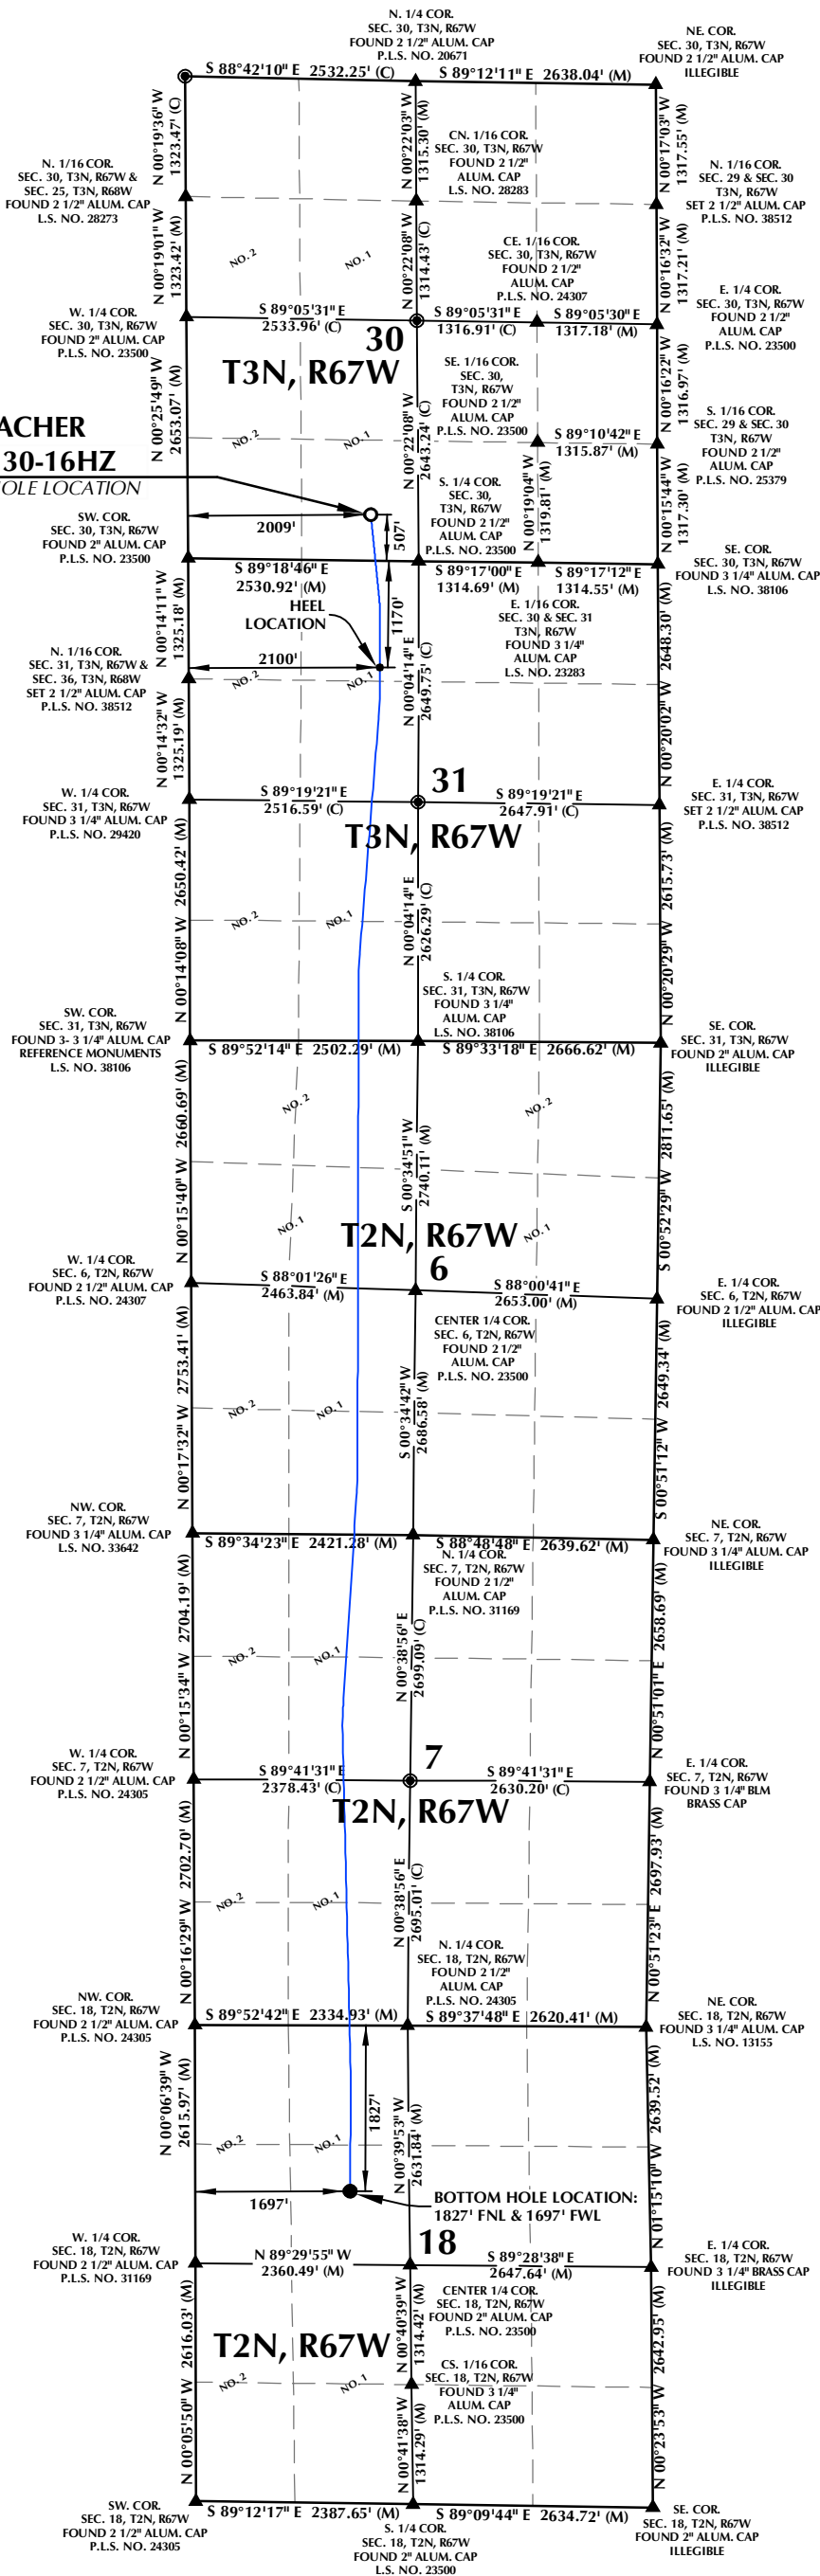 N. 1/4 COR.
SEC. 30, T3N, R67W
FOUND 2 1/2" ALUM. CAP
P.L.S. NO. 20671
NE. COR.
SEC. 30, T3N, R67W
FOUND 2 1/2" ALUM. CAP
ILLEGIBLE
S 88°42'10" E 2532.25' (C)
S 89°12'11" E 2638.04' (M)
N 00°19'36" W
1323.47' (C)
N 00°22'03" W
1315.30' (M)
N 00°17'03" W
1317.55' (M)
N. 1/16 COR.
SEC. 30, T3N, R67W &
SEC. 25, T3N, R68W
FOUND 2 1/2" ALUM. CAP
L.S. NO. 28273
CN. 1/16 COR.
SEC. 30, T3N, R67W
FOUND 2 1/2"
ALUM. CAP
L.S. NO. 28283
N. 1/16 COR.
SEC. 29 & SEC. 30
T3N, R67W
SET 2 1/2" ALUM. CAP
P.L.S. NO. 38512
N 00°19'01" W
1323.42' (M)
NO. 2
NO. 1
N 00°22'08" W
1314.43' (C)
CE. 1/16 COR.
SEC. 30, T3N, R67W
FOUND 2 1/2"
ALUM. CAP
P.L.S. NO. 24307
N 00°16'32" W
1317.21' (M)
E. 1/4 COR.
SEC. 30, T3N, R67W
FOUND 2 1/2"
ALUM. CAP
P.L.S. NO. 23500
W. 1/4 COR.
SEC. 30, T3N, R67W
FOUND 2" ALUM. CAP
P.L.S. NO. 23500
S 89°05'31" E
2533.96' (C)
S 89°05'31" E
1316.91' (C)
S 89°05'30" E
1317.18' (M)
30
T3N, R67W
N 00°25'49" W
2653.07' (M)
NO. 2
NO. 1
N 00°22'08" W
2643.24' (C)
SE. 1/16 COR.
SEC. 30,
T3N, R67W
FOUND 2 1/2"
ALUM. CAP
P.L.S. NO. 23500
N 00°16'22" W
1316.97' (M)
S 89°10'42" E
1315.87' (M)
S. 1/16 COR.
SEC. 29 & SEC. 30
T3N, R67W
FOUND 2 1/2"
ALUM. CAP
P.L.S. NO. 25379
ACHER
30-16HZ
OLE LOCATION
2009'
507'
S. 1/4 COR.
SEC. 30,
T3N, R67W
FOUND 2 1/2"
ALUM. CAP
P.L.S. NO. 23500
N 00°19'04" W
1319.81' (M)
N 00°15'44" W
1317.30' (M)
SW. COR.
SEC. 30, T3N, R67W
FOUND 2" ALUM. CAP
P.L.S. NO. 23500
S 89°18'46" E
2530.92' (M)
S 89°17'00" E
1314.69' (M)
S 89°17'12" E
1314.55' (M)
SE. COR.
SEC. 30, T3N, R67W
FOUND 3 1/4" ALUM. CAP
L.S. NO. 38106
N 00°14'11" W
1325.18' (M)
HEEL
LOCATION
1170'
E. 1/16 COR.
SEC. 30 & SEC. 31
T3N, R67W
FOUND 3 1/4"
ALUM. CAP
L.S. NO. 23283
N. 1/16 COR.
SEC. 31, T3N, R67W &
SEC. 36, T3N, R68W
SET 2 1/2" ALUM. CAP
P.L.S. NO. 38512
2100'
NO. 2
NO. 1
N 00°04'14" E
2649.75' (C)
N 00°20'02" W 2648.30' (M)
N 00°14'32" W
1325.19' (M)
W. 1/4 COR.
SEC. 31, T3N, R67W
FOUND 3 1/4" ALUM. CAP
P.L.S. NO. 29420
S 89°19'21" E
2516.59' (C)
31
S 89°19'21" E
2647.91' (C)
E. 1/4 COR.
SEC. 31, T3N, R67W
SET 2 1/2" ALUM. CAP
P.L.S. NO. 38512
T3N, R67W
N 00°14'08" W 2650.42' (M)
NO. 2
NO. 1
N 00°04'14" E
2626.29' (C)
N 00°20'29" W 2615.73' (M)
S. 1/4 COR.
SEC. 31, T3N, R67W
FOUND 3 1/4"
ALUM. CAP
L.S. NO. 38106
SW. COR.
SEC. 31, T3N, R67W
FOUND 3- 3 1/4" ALUM. CAP
REFERENCE MONUMENTS
L.S. NO. 38106
S 89°52'14" E 2502.29' (M)
S 89°33'18" E 2666.62' (M)
SE. COR.
SEC. 31, T3N, R67W
FOUND 2" ALUM. CAP
ILLEGIBLE
N 00°15'40" W 2660.69' (M)
NO. 2
NO. 2
S 00°34'51" W
2740.11' (M)
S 00°52'29" W 2811.65' (M)
NO. 1
NO. 1
T2N, R67W
6
W. 1/4 COR.
SEC. 6, T2N, R67W
FOUND 2 1/2" ALUM. CAP
P.L.S. NO. 24307
S 88°01'26" E
2463.84' (M)
S 88°00'41" E
2653.00' (M)
E. 1/4 COR.
SEC. 6, T2N, R67W
FOUND 2 1/2" ALUM. CAP
ILLEGIBLE
CENTER 1/4 COR.
SEC. 6, T2N, R67W
FOUND 2 1/2"
ALUM. CAP
P.L.S. NO. 23500
N 00°17'32" W 2753.41' (M)
NO. 2
NO. 1
S 00°34'42" W
2686.58' (M)
S 00°51'12" W 2649.34' (M)
NW. COR.
SEC. 7, T2N, R67W
FOUND 3 1/4" ALUM. CAP
L.S. NO. 33642
S 89°34'23" E 2421.28' (M)
S 88°48'48" E 2639.62' (M)
NE. COR.
SEC. 7, T2N, R67W
FOUND 3 1/4" ALUM. CAP
ILLEGIBLE
N. 1/4 COR.
SEC. 7, T2N, R67W
FOUND 2 1/2"
ALUM. CAP
P.L.S. NO. 31169
N 00°15'34" W 2704.19' (M)
NO. 2
NO. 1
N 00°38'56" E
2699.09' (C)
N 00°51'01" E 2658.69' (M)
W. 1/4 COR.
SEC. 7, T2N, R67W
FOUND 2 1/2" ALUM. CAP
P.L.S. NO. 24305
S 89°41'31" E
2378.43' (C)
7
S 89°41'31" E
2630.20' (C)
E. 1/4 COR.
SEC. 7, T2N, R67W
FOUND 3 1/4" BLM
BRASS CAP
T2N, R67W
N 00°16'29" W 2702.70' (M)
NO. 2
NO. 1
N 00°38'56" E
2695.01' (C)
N 00°51'23" E 2697.93' (M)
N. 1/4 COR.
SEC. 18, T2N, R67W
FOUND 2 1/2"
ALUM. CAP
P.L.S. NO. 24305
NW. COR.
SEC. 18, T2N, R67W
FOUND 2 1/2" ALUM. CAP
P.L.S. NO. 24305
S 89°52'42" E 2334.93' (M)
S 89°37'48" E 2620.41' (M)
NE. COR.
SEC. 18, T2N, R67W
FOUND 3 1/4" ALUM. CAP
L.S. NO. 13155
N 00°06'39" W
2615.97' (M)
1827'
NO. 2
NO. 1
N 00°39'53" W
2631.84' (M)
N 01°15'10" W 2639.52' (M)
1697'
BOTTOM HOLE LOCATION:
1827' FNL & 1697' FWL
W. 1/4 COR.
SEC. 18, T2N, R67W
FOUND 2 1/2" ALUM. CAP
P.L.S. NO. 31169
N 89°29'55" W
2360.49' (M)
18
S 89°28'38" E
2647.64' (M)
E. 1/4 COR.
SEC. 18, T2N, R67W
FOUND 3 1/4" BRASS CAP
ILLEGIBLE
CENTER 1/4 COR.
SEC. 18, T2N, R67W
FOUND 2" ALUM. CAP
P.L.S. NO. 23500
T2N, R67W
N 00°05'50" W 2616.03' (M)
NO. 2
NO. 1
N 00°40'39" W
1314.42' (M)
CS. 1/16 COR.
SEC. 18, T2N, R67W
FOUND 3 1/4"
ALUM. CAP
P.L.S. NO. 23500
N 00°41'38" W
1314.29' (M)
N 00°23'53" W 2642.95' (M)
SW. COR.
SEC. 18, T2N, R67W
FOUND 2 1/2" ALUM. CAP
P.L.S. NO. 24305
S 89°12'17" E 2387.65' (M)
S 89°09'44" E 2634.72' (M)
S. 1/4 COR.
SEC. 18, T2N, R67W
FOUND 2" ALUM. CAP
L.S. NO. 23500
SE. COR.
SEC. 18, T2N, R67W
FOUND 2" ALUM. CAP
ILLEGIBLE